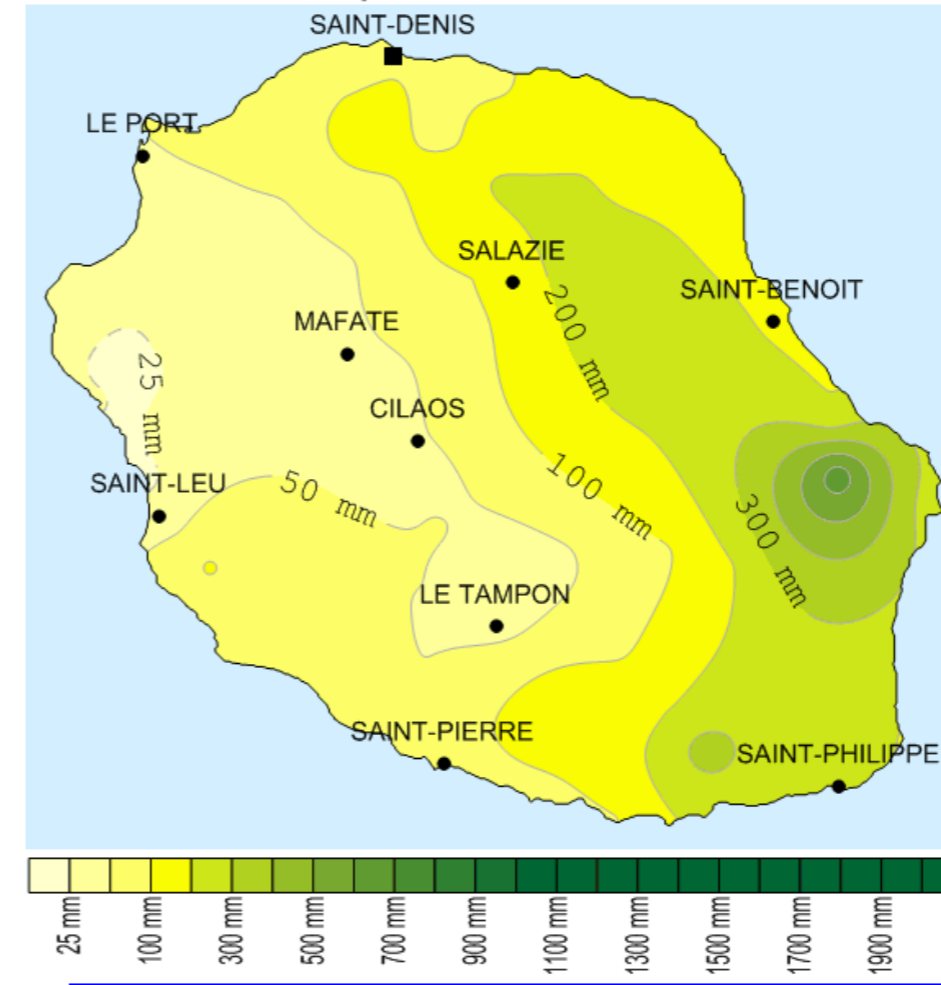 SAINT-DENIS
LE PORT
SALAZIE
SAINT-BENOIT
200 mm
MAFATE
25 mm
CILAOS
100 mm
SAINT-LEU
50 mm
300 mm
LE TAMPON
SAINT-PIERRE
SAINT-PHILIPPE
25 mm
100 mm
300 mm
500 mm
700 mm
900 mm
1100 mm
1300 mm
1500 mm
1700 mm
1900 mm